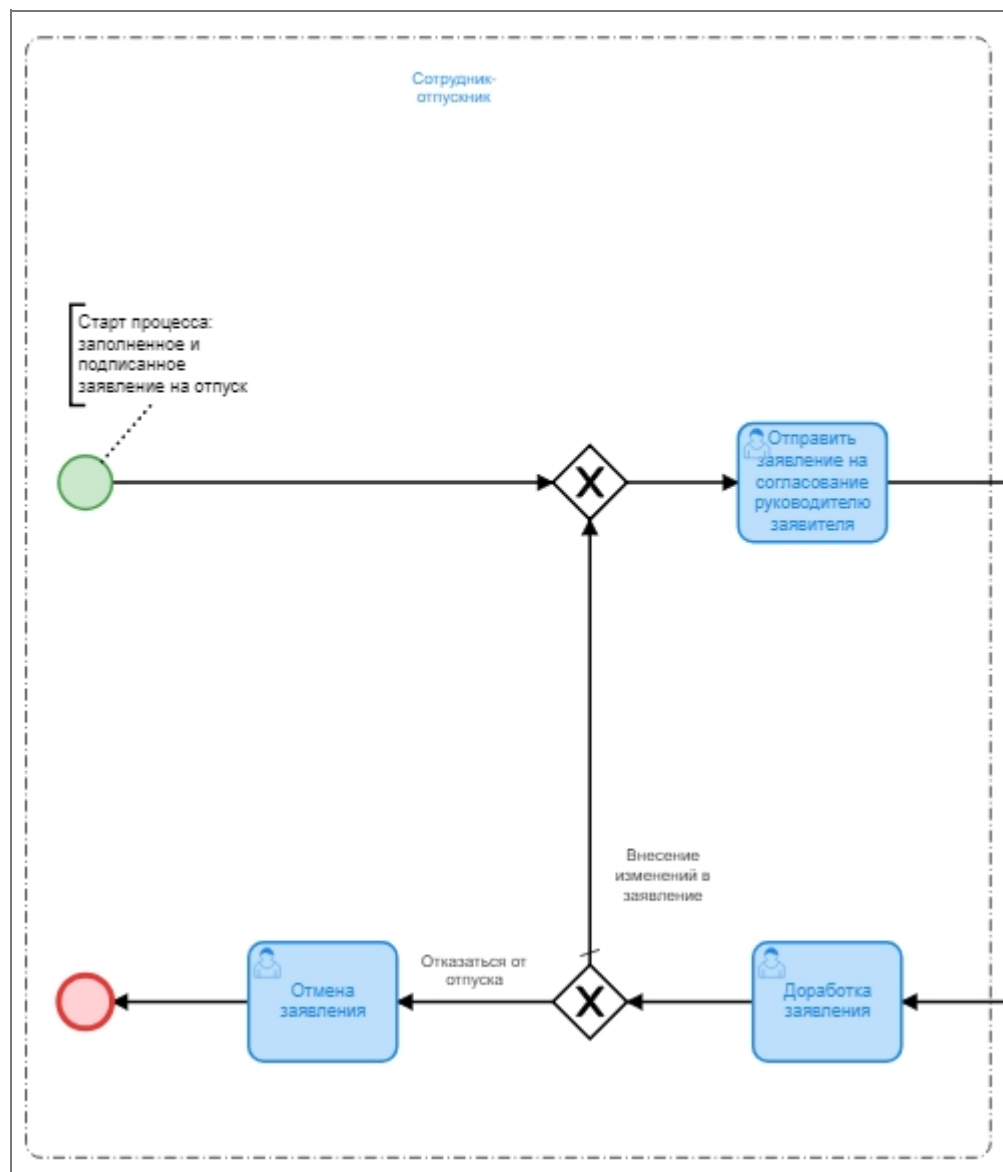 Сотрудник-
отпускник
Старт процесса:
заполненное и
подписанное
заявление на отпуск
Отправить
заявление на
согласование
руководителю
заявителя
Внесение
изменений в
заявление
Отказаться от
отпуска
Отмена
заявления
Доработка
заявления